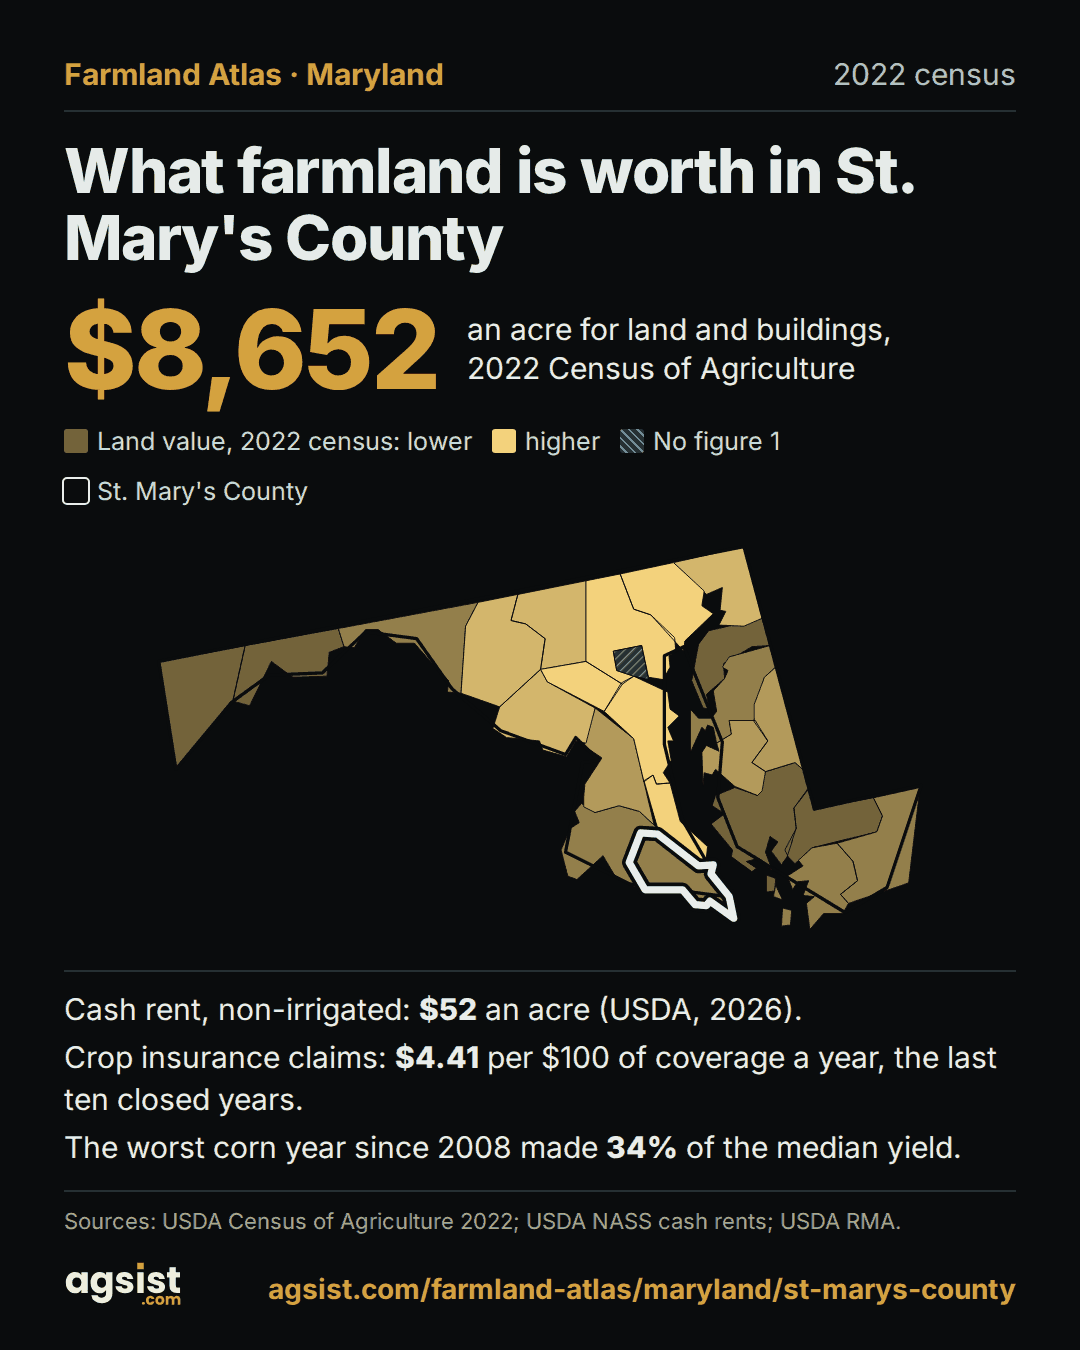 Farmland Atlas · Maryland
2022 census
What farmland is worth in St.
Mary's County
$8,652
an acre for land and buildings,
2022 Census of Agriculture
Land value, 2022 census: lower
higher
No figure 1
St. Mary's County
Cash rent, non-irrigated: $52 an acre (USDA, 2026).
Crop insurance claims: $4.41 per $100 of coverage a year, the last
ten closed years.
The worst corn year since 2008 made 34% of the median yield.
Sources: USDA Census of Agriculture 2022; USDA NASS cash rents; USDA RMA.
agsist
.com
agsist.com/farmland-atlas/maryland/st-marys-county